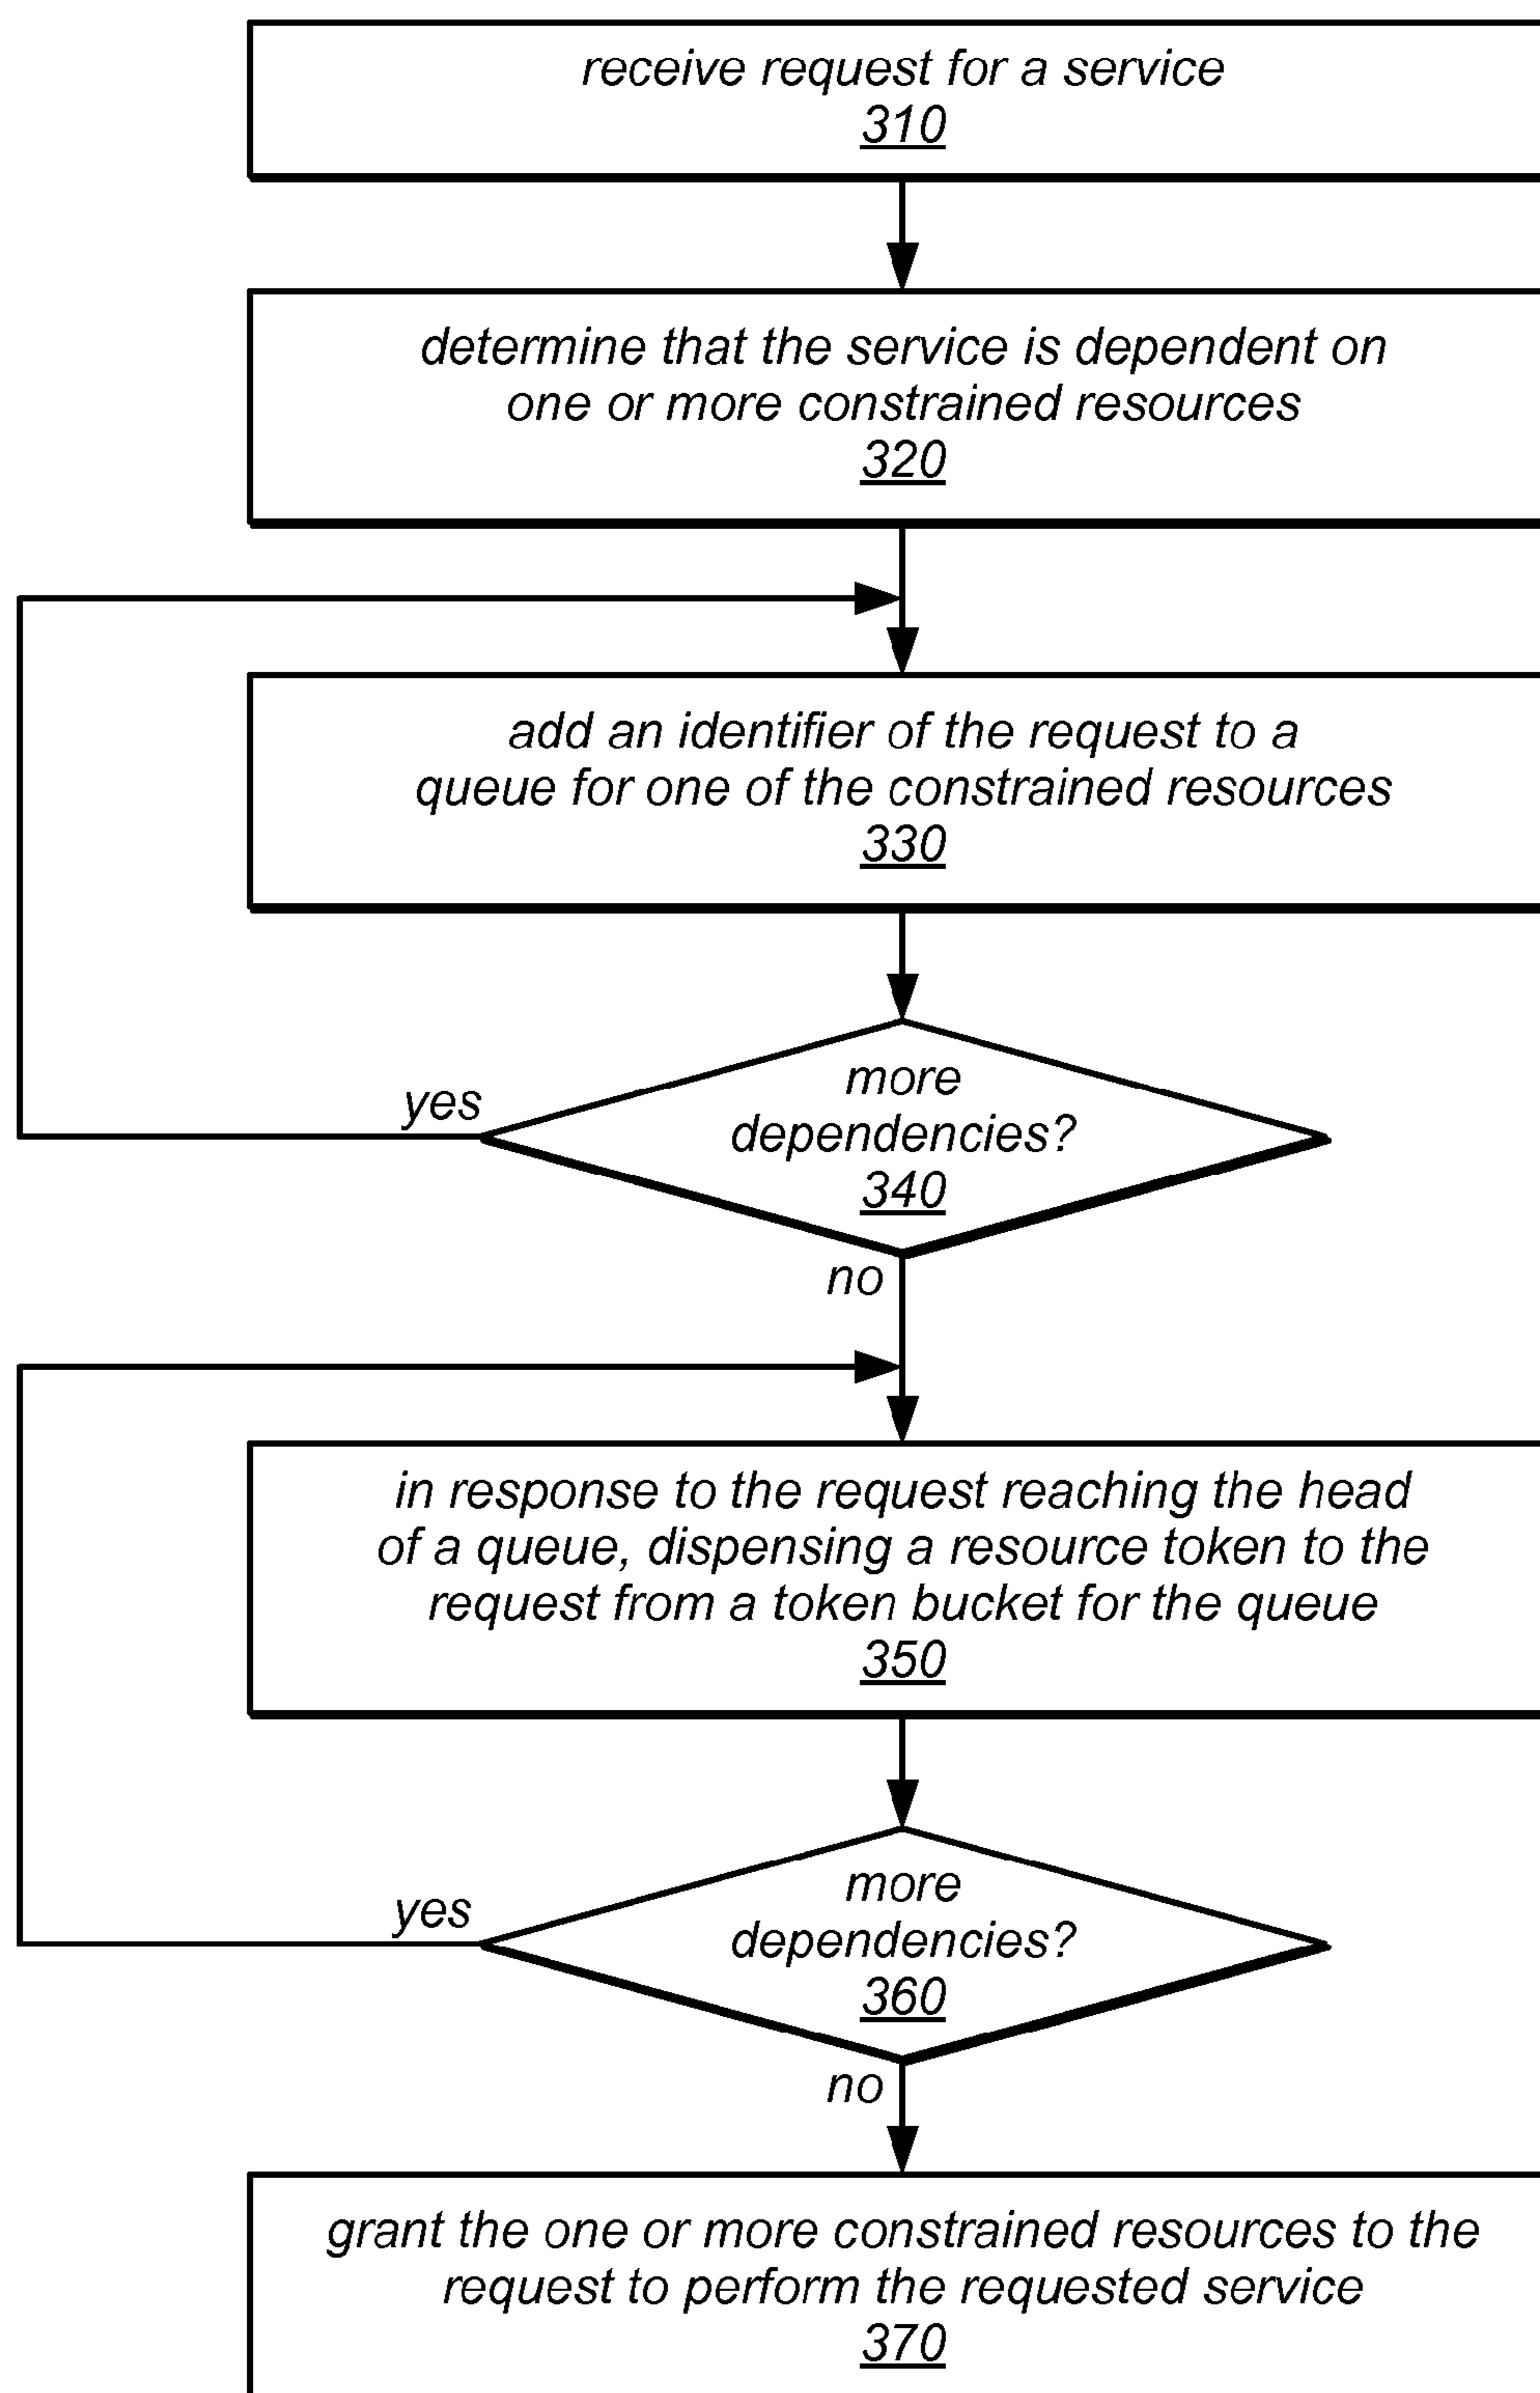 receive request for a service
310
determine that the service is dependent on
one or more constrained resources
320
add an identifier of the request to a
queue for one of the constrained resources
330
more
dependencies?
340
yes
no
in response to the request reaching the head
of a queue, dispensing a resource token to the
request from a token bucket for the queue
350
more
dependencies?
360
yes
no
grant the one or more constrained resources to the
request to perform the requested service
370